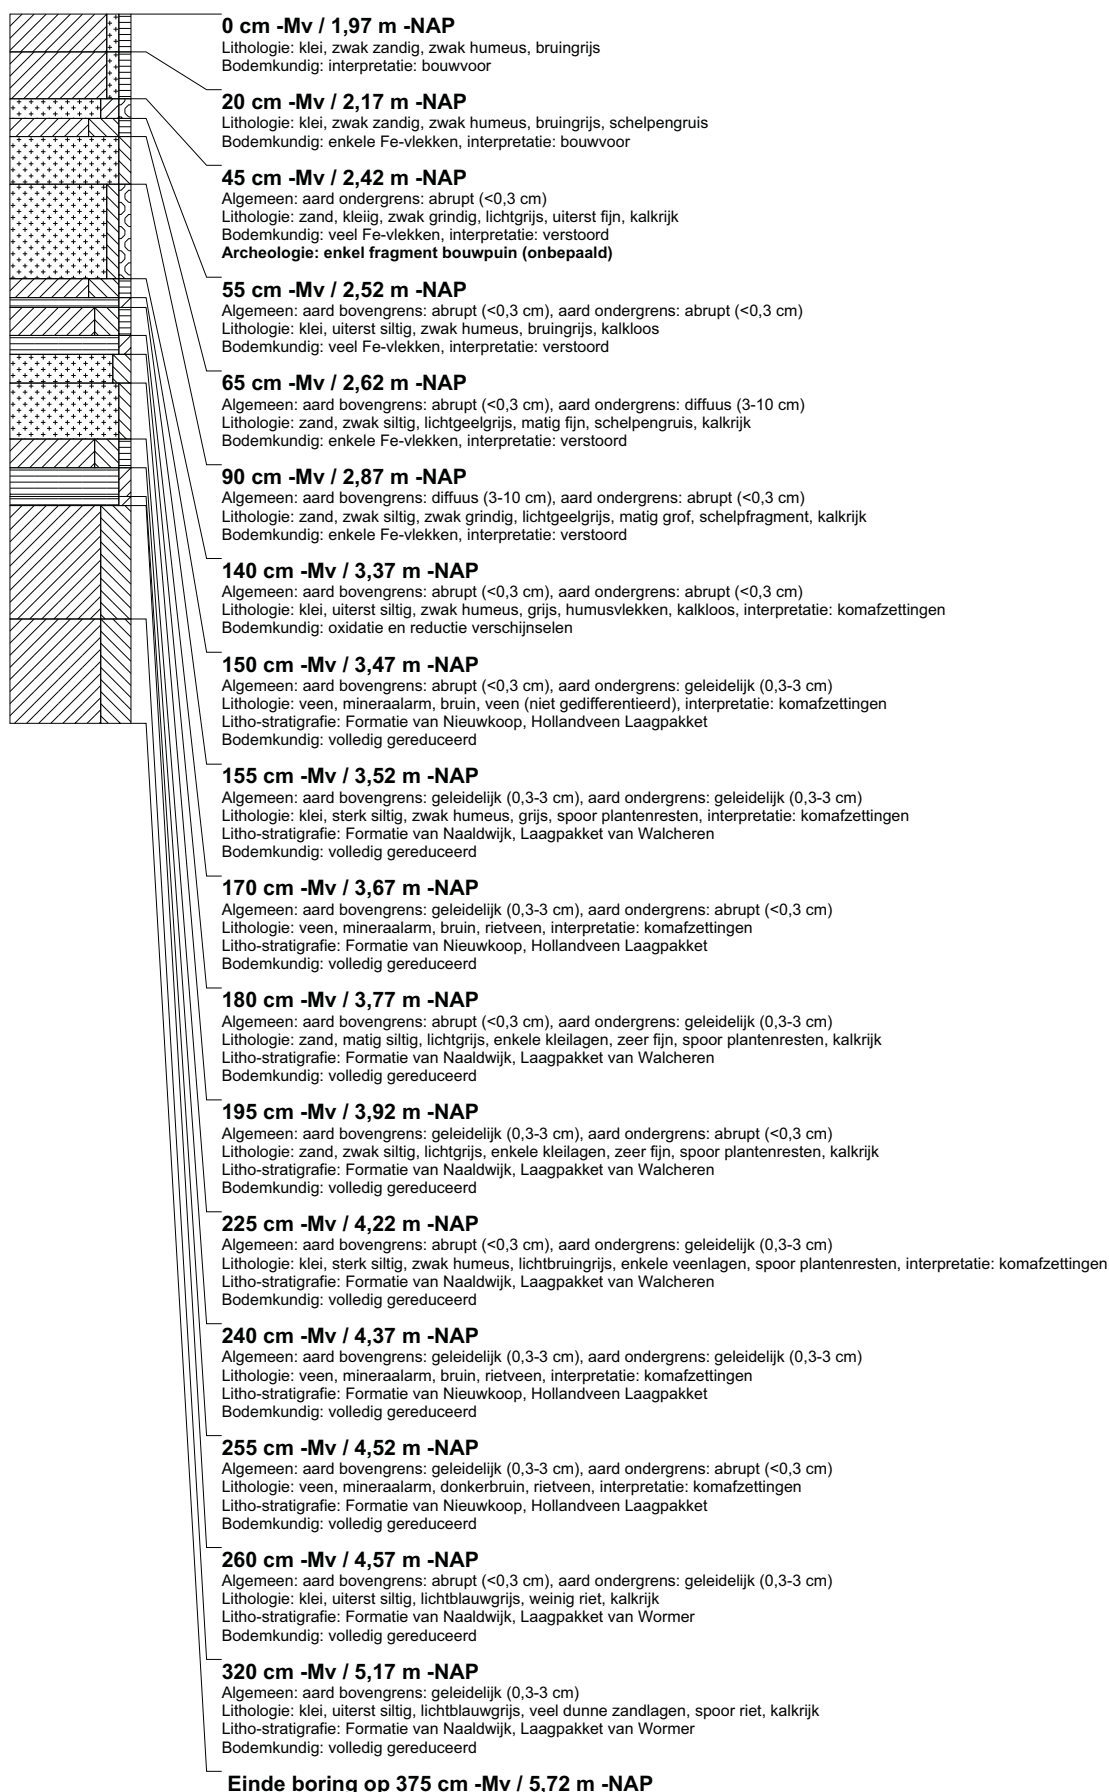 0 cm -Mv / 1,97 m -NAP
Lithologie: klei, zwak zandig, zwak humeus, bruingrijs
Bodemkundig: interpretatie: bouwvoor
20 cm -Mv / 2,17 m -NAP
Lithologie: klei, zwak zandig, zwak humeus, bruingrijs, schelpengruis
Bodemkundig: enkele Fe-vlekken, interpretatie: bouwvoor
45 cm -Mv / 2,42 m -NAP
Algemeen: aard ondergrens: abrupt (<0,3 cm)
Lithologie: zand, kleiig, zwak grindig, lichtgrijs, uiterst fijn, kalkrijk
Bodemkundig: veel Fe-vlekken, interpretatie: verstoord
Archeologie: enkel fragment bouwpuin (onbepaald)
55 cm -Mv / 2,52 m -NAP
Algemeen: aard bovengrens: abrupt (<0,3 cm), aard ondergrens: abrupt (<0,3 cm)
Lithologie: klei, uiterst siltig, zwak humeus, bruingrijs, kalkloos
Bodemkundig: veel Fe-vlekken, interpretatie: verstoord
65 cm -Mv / 2,62 m -NAP
Algemeen: aard bovengrens: abrupt (<0,3 cm), aard ondergrens: diffuus (3-10 cm)
Lithologie: zand, zwak siltig, lichtgeelgrijs, matig fijn, schelpengruis, kalkrijk
Bodemkundig: enkele Fe-vlekken, interpretatie: verstoord
90 cm -Mv / 2,87 m -NAP
Algemeen: aard bovengrens: diffuus (3-10 cm), aard ondergrens: abrupt (<0,3 cm)
Lithologie: zand, zwak siltig, zwak grindig, lichtgeelgrijs, matig grof, schelpfragment, kalkrijk
Bodemkundig: enkele Fe-vlekken, interpretatie: verstoord
140 cm -Mv / 3,37 m -NAP
Algemeen: aard bovengrens: abrupt (<0,3 cm), aard ondergrens: abrupt (<0,3 cm)
Lithologie: klei, uiterst siltig, zwak humeus, grijs, humusvlekken, kalkloos, interpretatie: komafzettingen
Bodemkundig: oxidatie en reductie verschijnselen
150 cm -Mv / 3,47 m -NAP
Algemeen: aard bovengrens: abrupt (<0,3 cm), aard ondergrens: geleidelijk (0,3-3 cm)
Lithologie: veen, mineraalarm, bruin, veen (niet gedifferentieerd), interpretatie: komafzettingen
Litho-stratigrafie: Formatie van Nieuwkoop, Hollandveen Laagpakket
Bodemkundig: volledig gereduceerd
155 cm -Mv / 3,52 m -NAP
Algemeen: aard bovengrens: geleidelijk (0,3-3 cm), aard ondergrens: geleidelijk (0,3-3 cm)
Lithologie: klei, sterk siltig, zwak humeus, grijs, spoor plantenresten, interpretatie: komafzettingen
Litho-stratigrafie: Formatie van Naaldwijk, Laagpakket van Walcheren
Bodemkundig: volledig gereduceerd
170 cm -Mv / 3,67 m -NAP
Algemeen: aard bovengrens: geleidelijk (0,3-3 cm), aard ondergrens: abrupt (<0,3 cm)
Lithologie: veen, mineraalarm, bruin, rietveen, interpretatie: komafzettingen
Litho-stratigrafie: Formatie van Nieuwkoop, Hollandveen Laagpakket
Bodemkundig: volledig gereduceerd
180 cm -Mv / 3,77 m -NAP
Algemeen: aard bovengrens: abrupt (<0,3 cm), aard ondergrens: geleidelijk (0,3-3 cm)
Lithologie: zand, matig siltig, lichtgrijs, enkele kleilagen, zeer fijn, spoor plantenresten, kalkrijk
Litho-stratigrafie: Formatie van Naaldwijk, Laagpakket van Walcheren
Bodemkundig: volledig gereduceerd
195 cm -Mv / 3,92 m -NAP
Algemeen: aard bovengrens: geleidelijk (0,3-3 cm), aard ondergrens: abrupt (<0,3 cm)
Lithologie: zand, zwak siltig, lichtgrijs, enkele kleilagen, zeer fijn, spoor plantenresten, kalkrijk
Litho-stratigrafie: Formatie van Naaldwijk, Laagpakket van Walcheren
Bodemkundig: volledig gereduceerd
225 cm -Mv / 4,22 m -NAP
Algemeen: aard bovengrens: abrupt (<0,3 cm), aard ondergrens: geleidelijk (0,3-3 cm)
Lithologie: klei, sterk siltig, zwak humeus, lichtbruingrijs, enkele veenlagen, spoor plantenresten, interpretatie: komafzettingen
Litho-stratigrafie: Formatie van Naaldwijk, Laagpakket van Walcheren
Bodemkundig: volledig gereduceerd
240 cm -Mv / 4,37 m -NAP
Algemeen: aard bovengrens: geleidelijk (0,3-3 cm), aard ondergrens: geleidelijk (0,3-3 cm)
Lithologie: veen, mineraalarm, bruin, rietveen, interpretatie: komafzettingen
Litho-stratigrafie: Formatie van Nieuwkoop, Hollandveen Laagpakket
Bodemkundig: volledig gereduceerd
255 cm -Mv / 4,52 m -NAP
Algemeen: aard bovengrens: geleidelijk (0,3-3 cm), aard ondergrens: abrupt (<0,3 cm)
Lithologie: veen, mineraalarm, donkerbruin, rietveen, interpretatie: komafzettingen
Litho-stratigrafie: Formatie van Nieuwkoop, Hollandveen Laagpakket
Bodemkundig: volledig gereduceerd
260 cm -Mv / 4,57 m -NAP
Algemeen: aard bovengrens: abrupt (<0,3 cm), aard ondergrens: geleidelijk (0,3-3 cm)
Lithologie: klei, uiterst siltig, lichtblauwgrijs, weinig riet, kalkrijk
Litho-stratigrafie: Formatie van Naaldwijk, Laagpakket van Wormer
Bodemkundig: volledig gereduceerd
320 cm -Mv / 5,17 m -NAP
Algemeen: aard bovengrens: geleidelijk (0,3-3 cm)
Lithologie: klei, uiterst siltig, lichtblauwgrijs, veel dunne zandlagen, spoor riet, kalkrijk
Litho-stratigrafie: Formatie van Naaldwijk, Laagpakket van Wormer
Bodemkundig: volledig gereduceerd
Einde boring op 375 cm -Mv / 5,72 m -NAP